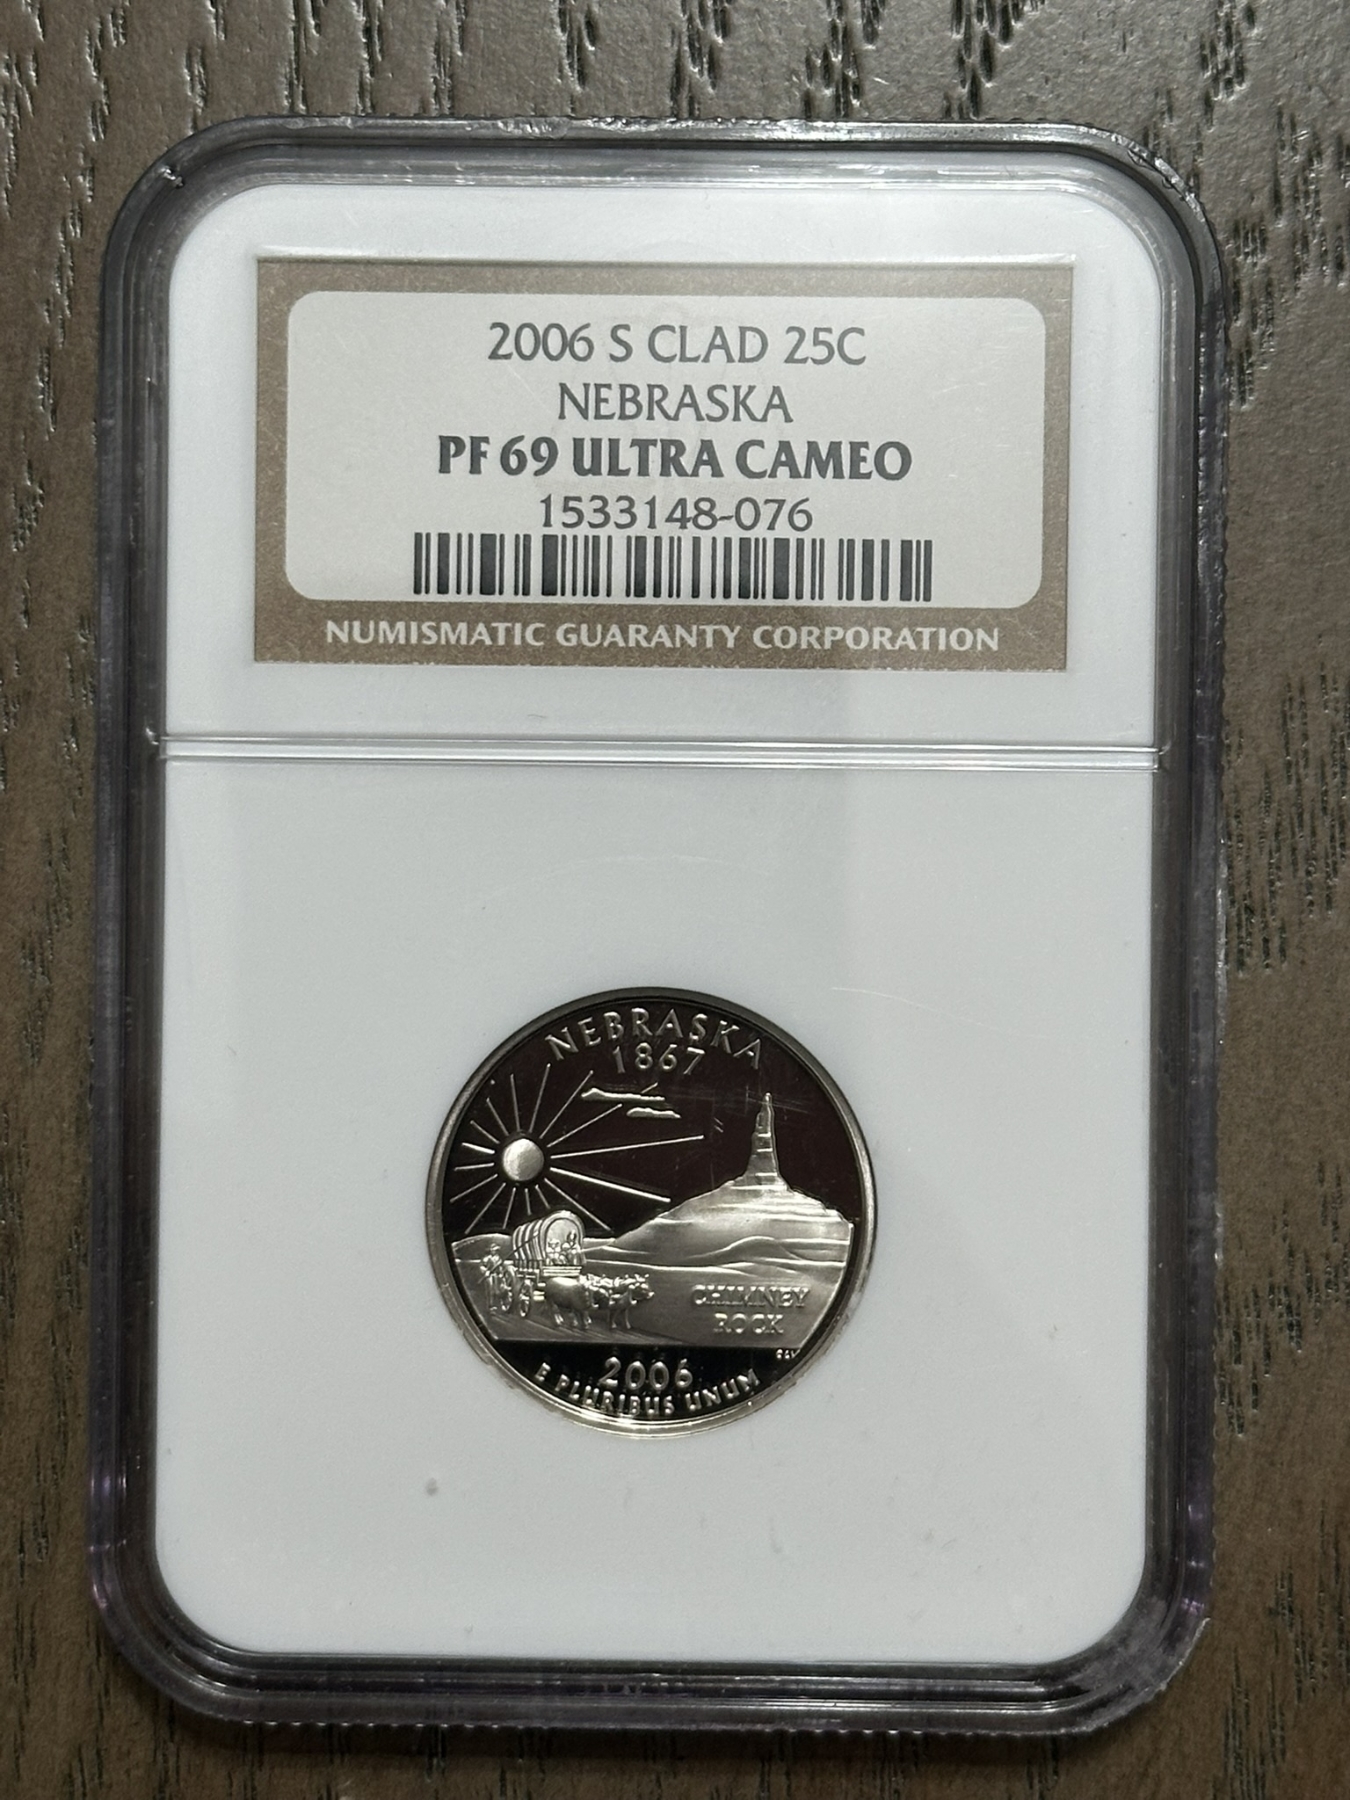 2006 S CLAD 25C
NEBRASKA
PF 69 ULTRA CAMEO
1533148-076
NUMISMATIC GUARANTY CORPORATION
NEBRASKA
1867
CHIMNEY
ROCK
2006
E PLURIBUS UNUM